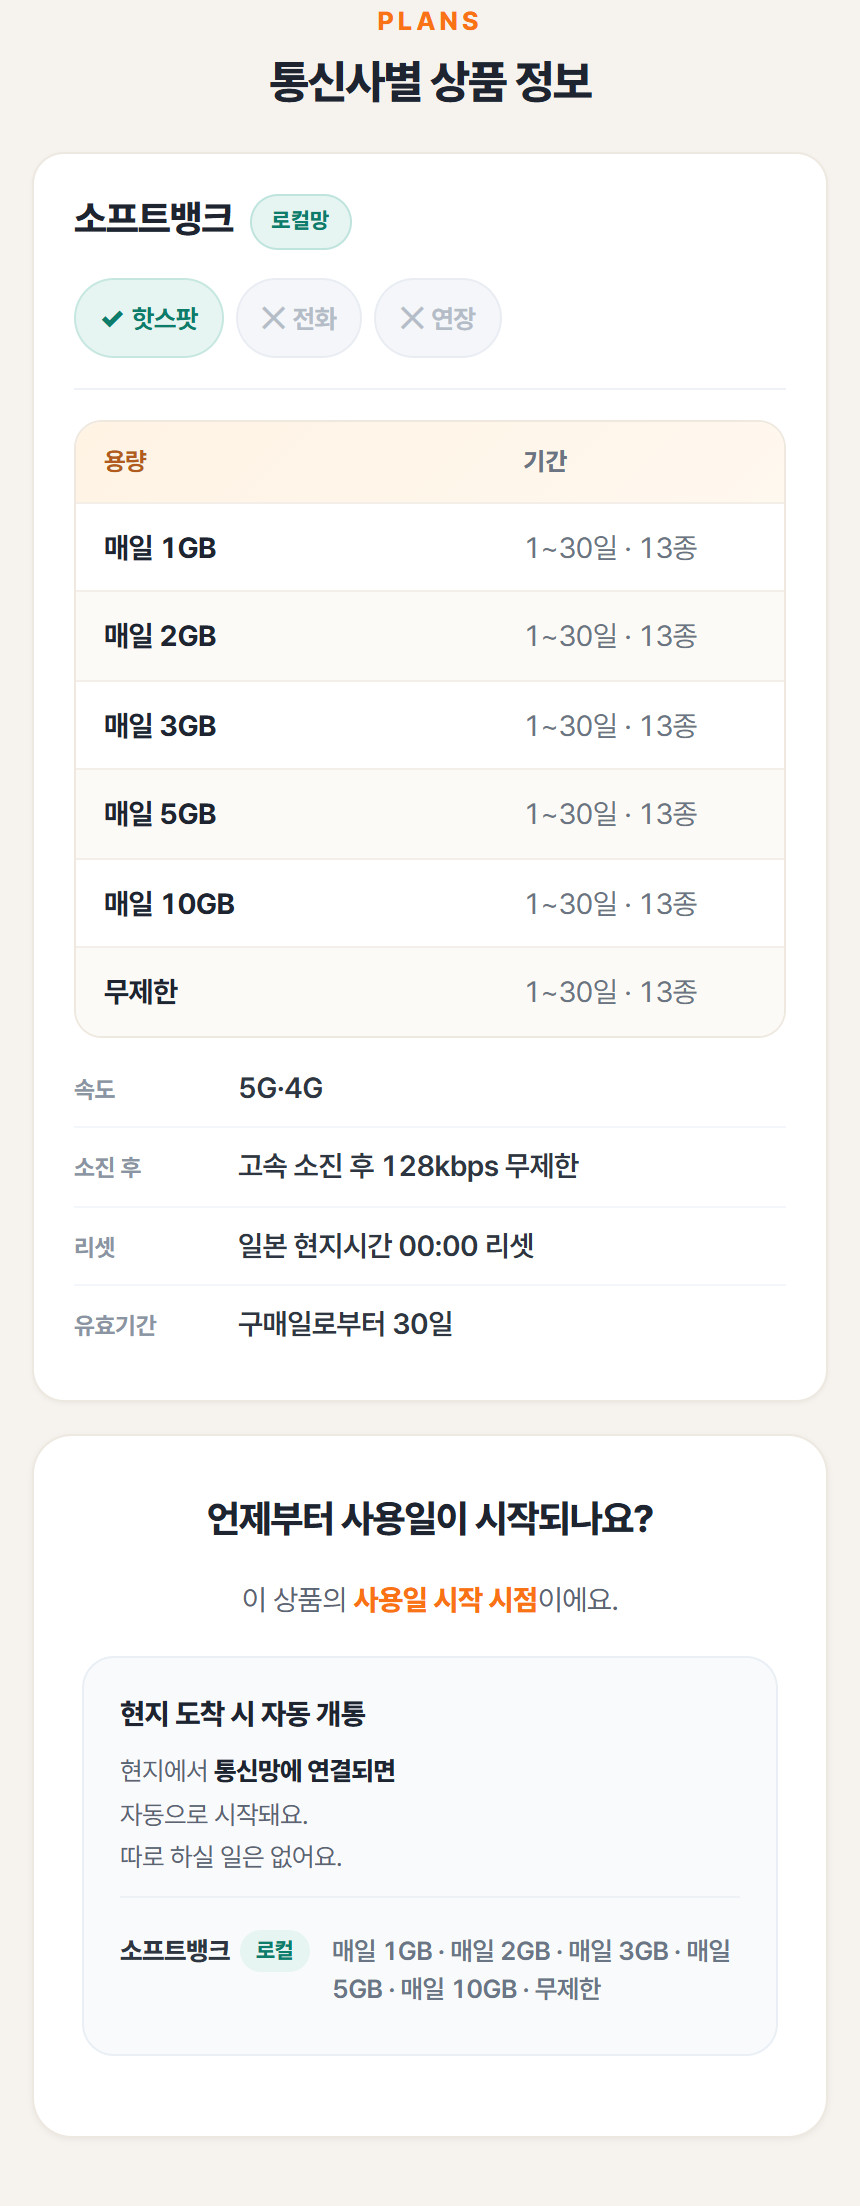 PLANS
통신사별 상품 정보
소프트뱅크 로컬망
✓ 핫스팟 ✕ 전화 ✕ 연장
용량 기간
매일 1GB 1~30일 · 13종
매일 2GB 1~30일 · 13종
매일 3GB 1~30일 · 13종
매일 5GB 1~30일 · 13종
매일 10GB 1~30일 · 13종
무제한 1~30일 · 13종
속도 5G·4G
소진 후 고속 소진 후 128kbps 무제한
리셋 일본 현지시간 00:00 리셋
유효기간 구매일로부터 30일
언제부터 사용일이 시작되나요?
이 상품의 사용일 시작 시점이에요.
현지 도착 시 자동 개통
현지에서 통신망에 연결되면
자동으로 시작돼요.
따로 하실 일은 없어요.
소프트뱅크 로컬 매일 1GB · 매일 2GB · 매일 3GB · 매일
5GB · 매일 10GB · 무제한